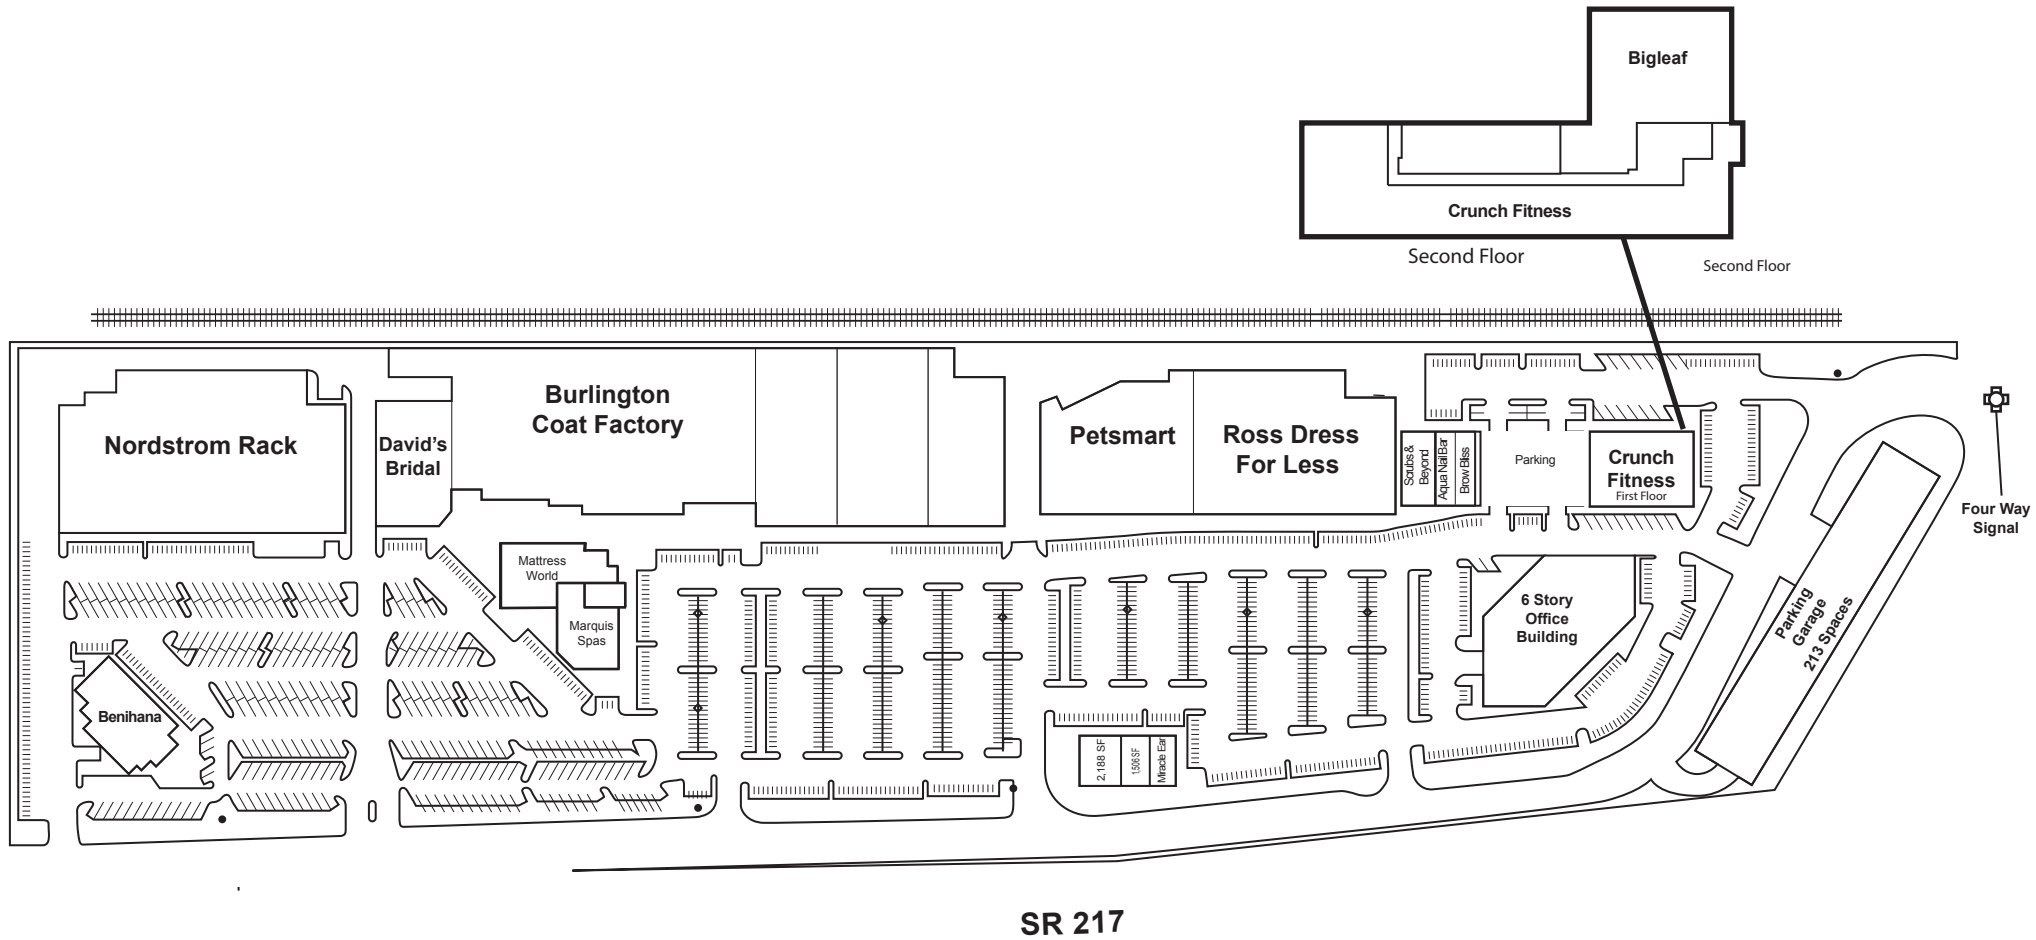 Bigleaf
Crunch Fitness
Second Floor
Second Floor
Nordstrom Rack
David's
Bridal
Burlington
Coat Factory
Petsmart
Ross Dress
For Less
Scrubs &
Beyond
Aqua Nail Bar
Brow Bliss
Parking
Crunch
Fitness
First Floor
Four Way
Signal
Mattress
World
Marquis
Spas
6 Story
Office
Building
Parking
Garage
213 Spaces
Benihana
2,188 SF
1,506 SF
Miracle Ear
SR 217